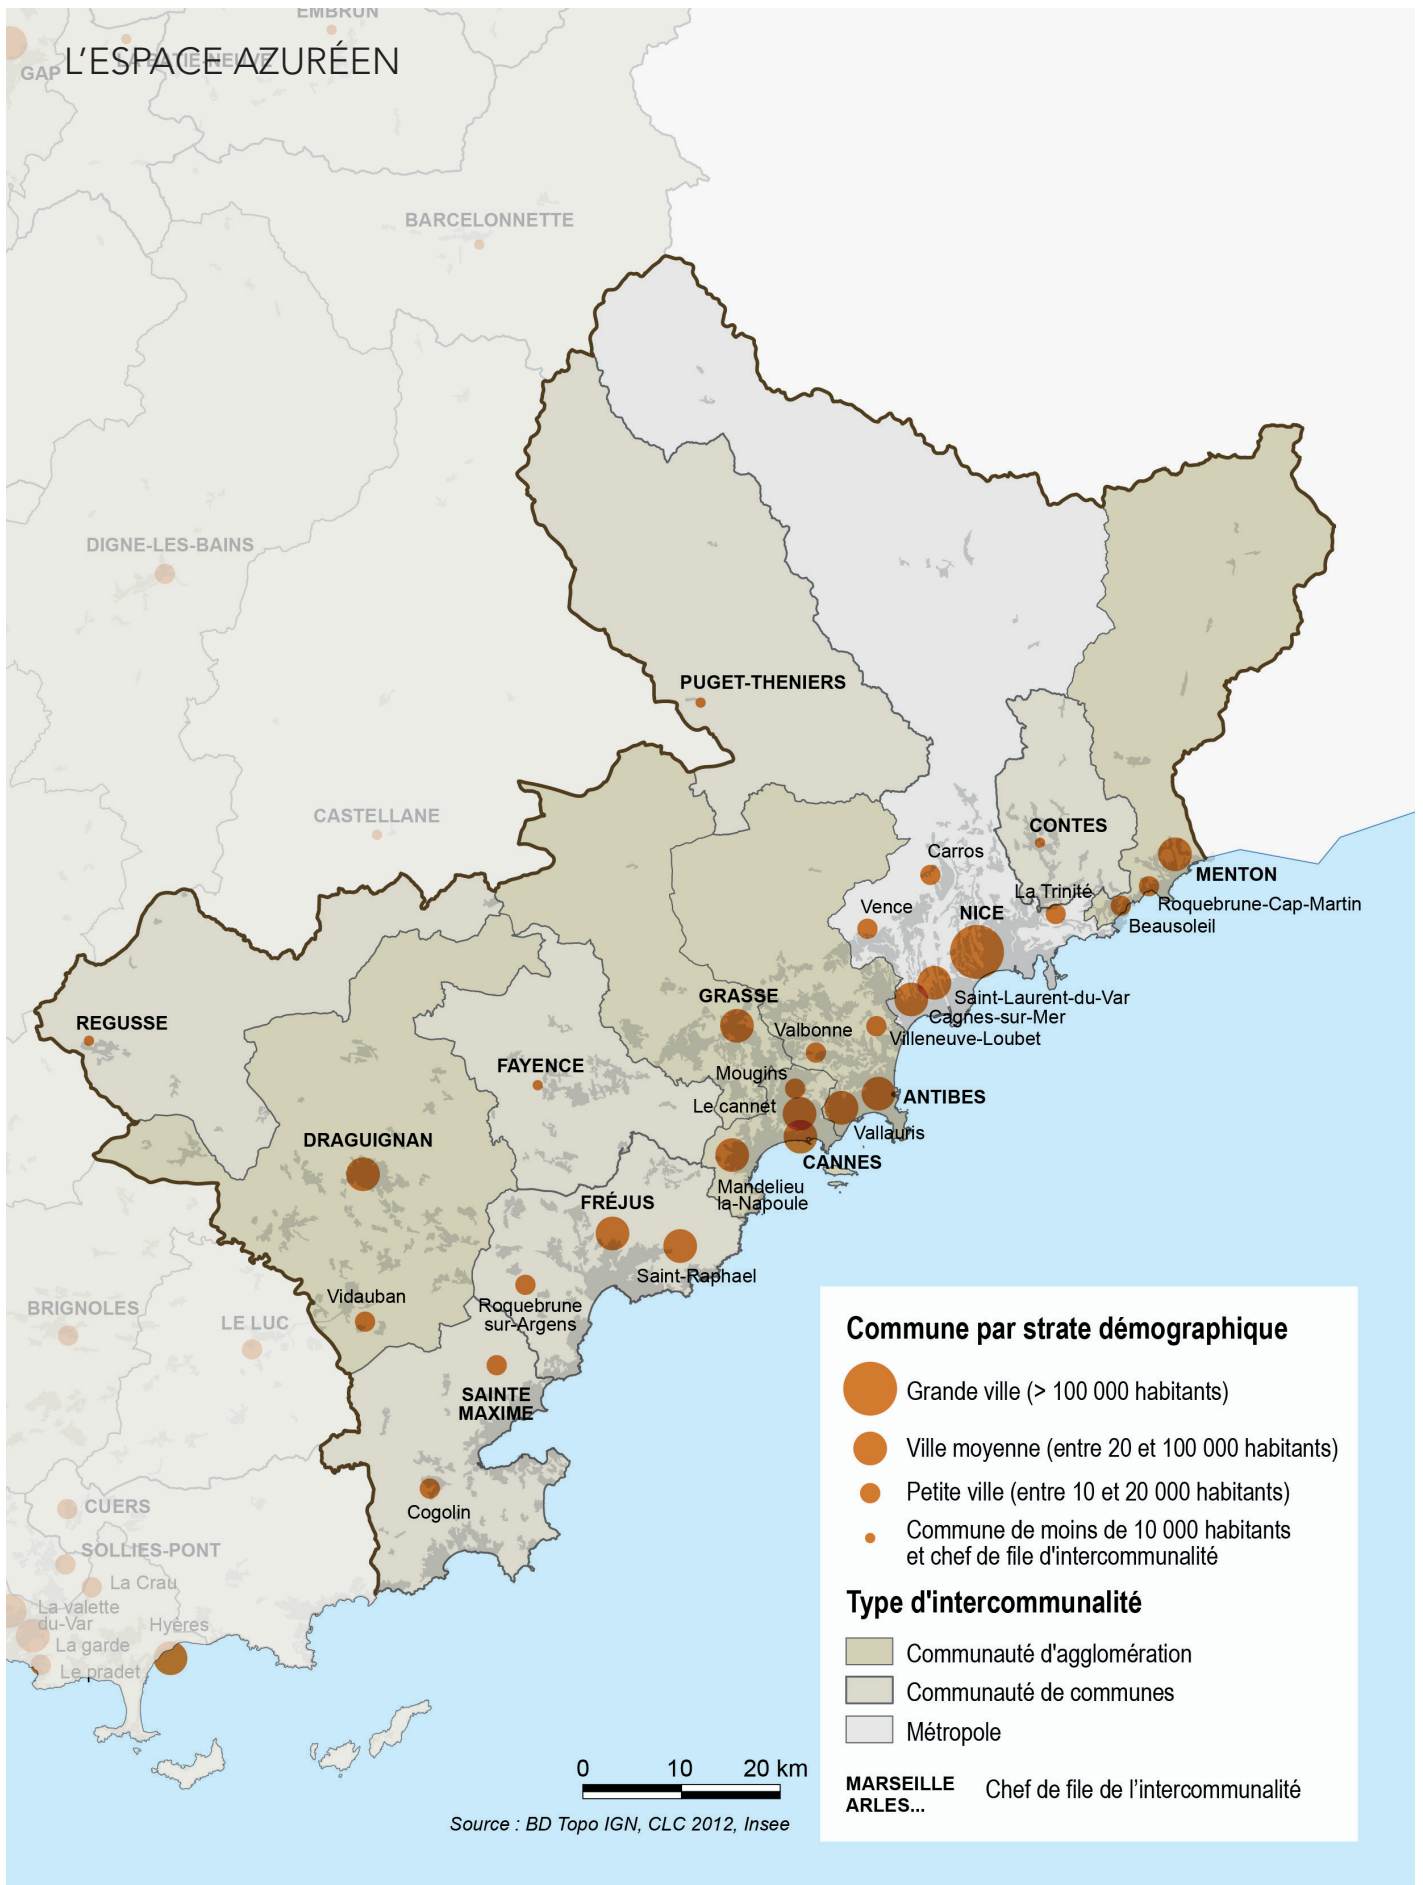 EMBRUN
LA BATIE-NEUVE
GAP
L'ESPACE AZURÉEN
BARCELONNETTE
DIGNE-LES-BAINS
PUGET-THENIERS
CASTELLANE
CONTES
Carros
MENTON
La Trinité
Roquebrune-Cap-Martin
Vence
NICE
Beausoleil
GRASSE
Saint-Laurent-du-Var
Cagnes-sur-Mer
REGUSSE
Valbonne
Villeneuve-Loubet
FAYENCE
Mougins
Le cannet
ANTIBES
DRAGUIGNAN
Vallauris
CANNES
Mandelieu
la-Napoule
FRÉJUS
Saint-Raphael
Vidauban
Roquebrune
sur-Argens
BRIGNOLES
LE LUC
SAINTE
MAXIME
CUERS
Cogolin
SOLLIES-PONT
La Crau
La valette
du-Var
Hyéres
La garde
Le pradet
Commune par strate démographique
Grande ville (> 100 000 habitants)
Ville moyenne (entre 20 et 100 000 habitants)
Petite ville (entre 10 et 20 000 habitants)
Commune de moins de 10 000 habitants
et chef de file d'intercommunalité
Type d'intercommunalité
Communauté d'agglomération
Communauté de communes
Métropole
MARSEILLE
ARLES...
Chef de file de l'intercommunalité
0 10 20 km
Source : BD Topo IGN, CLC 2012, Insee